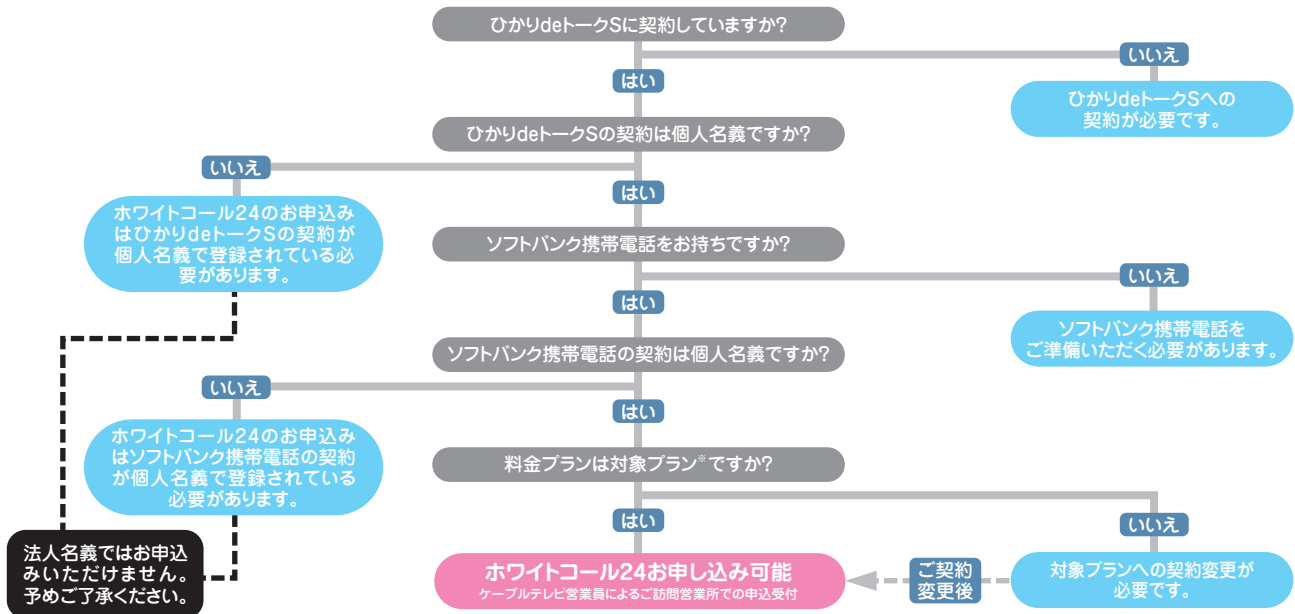 ひかりdeトークSに契約していますか?
いいえ
はい
ひかりdeトークSへの
契約が必要です。
ひかりdeトークSの契約は個人名義ですか?
いいえ
はい
ホワイトコール24のお申込み
はひかりdeトークSの契約が
個人名義で登録されている必
要があります。
ソフトバンク携帯電話をお持ちですか?
いいえ
はい
ソフトバンク携帯電話を
ご準備いただく必要があります。
ソフトバンク携帯電話の契約は個人名義ですか?
いいえ
はい
ホワイトコール24のお申込み
はソフトバンク携帯電話の契約
が個人名義で登録されている
必要があります。
料金プランは対象プラン※ですか?
はい
いいえ
法人名義ではお申込
みいただけません。
予めご了承ください。
ホワイトコール24お申し込み可能
ケーブルテレビ営業員によるご訪問営業所での申込受付
ご契約
変更後
対象プランへの契約変更が
必要です。